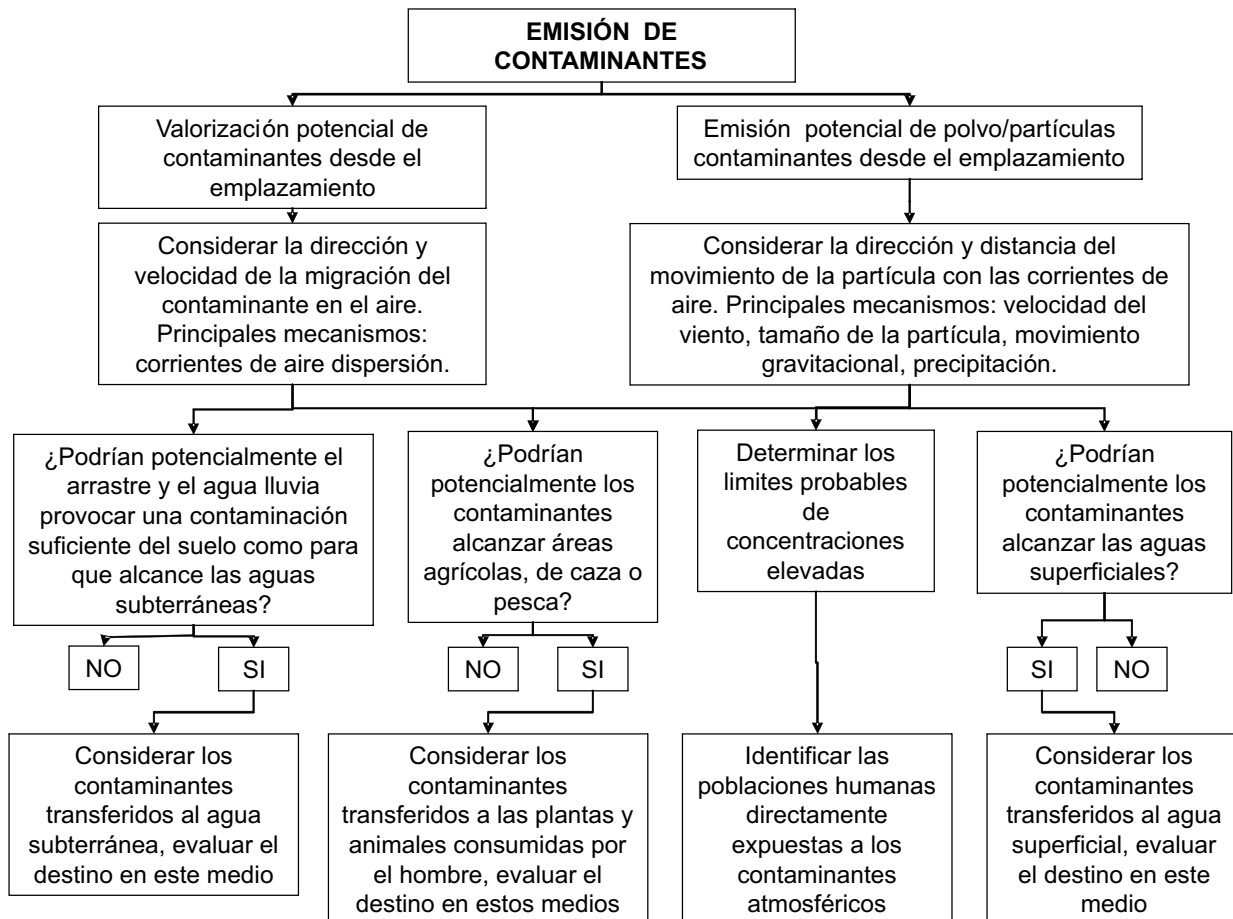 EMISIÓN DE
CONTAMINANTES
Valorización potencial de
contaminantes desde el
emplazamiento
Emisión potencial de polvo/partículas
contaminantes desde el emplazamiento
Considerar la dirección y
velocidad de la migración del
contaminante en el aire.
Principales mecanismos:
corrientes de aire dispersión.
Considerar la dirección y distancia del
movimiento de la partícula con las corrientes de
aire. Principales mecanismos: velocidad del
viento, tamaño de la partícula, movimiento
gravitacional, precipitación.
¿Podrían potencialmente el
arrastre y el agua lluvia
provocar una contaminación
suficiente del suelo como para
que alcance las aguas
subterráneas?
¿Podrían
potencialmente los
contaminantes
alcanzar áreas
agrícolas, de caza o
pesca?
Determinar los
limites probables
de
concentraciones
elevadas
¿Podrían
potencialmente los
contaminantes
alcanzar las aguas
superficiales?
NO
SI
NO
SI
SI
NO
Considerar los
contaminantes
transferidos al agua
subterránea, evaluar el
destino en este medio
Considerar los
contaminantes
transferidos a las plantas y
animales consumidas por
el hombre, evaluar el
destino en estos medios
Identificar las
poblaciones humanas
directamente
expuestas a los
contaminantes
atmosféricos
Considerar los
contaminantes
transferidos al agua
superficial, evaluar
el destino en este
medio